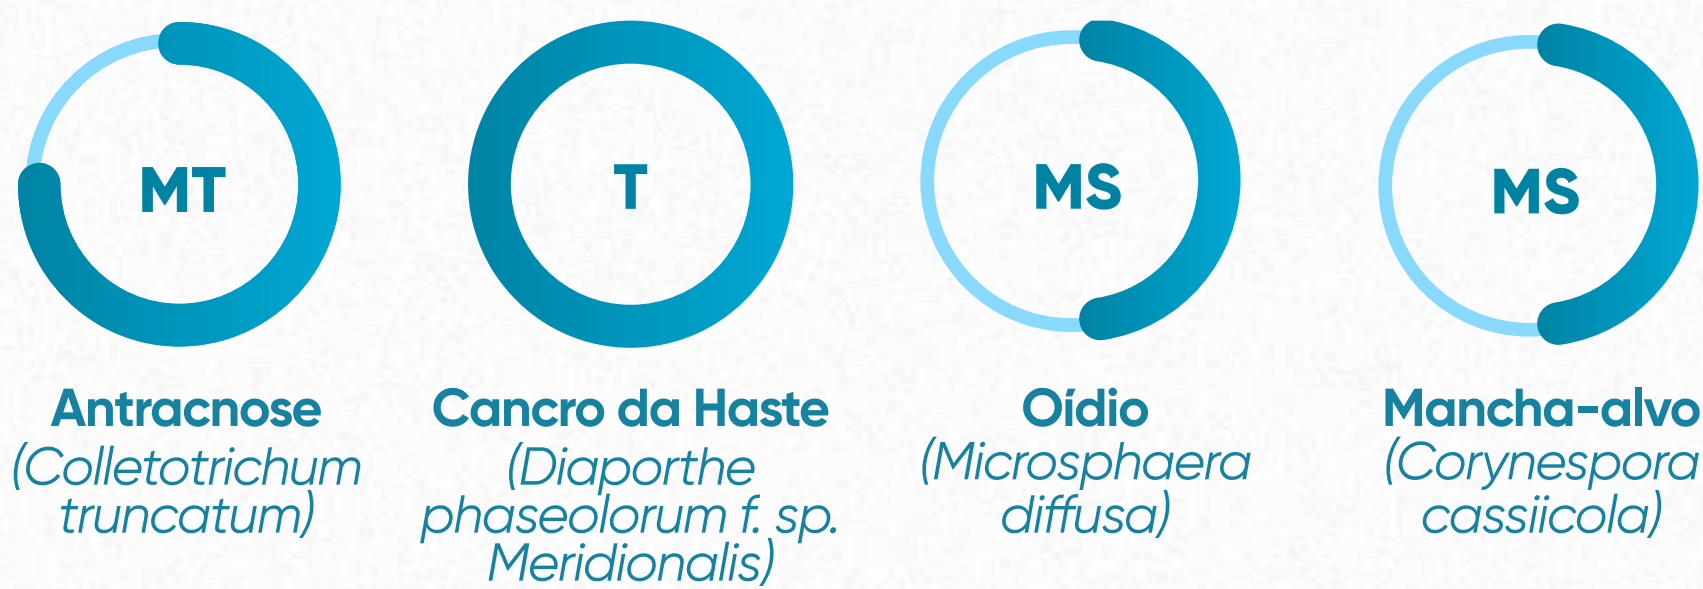 MT
T
MS
MS
Antracnose
(Colletotrichum
truncatum)
Cancro da Haste
(Diaporthe
phaseolorum f. sp.
Meridionalis)
Oídio
(Microsphaera
diffusa)
Mancha-alvo
(Corynespora
cassiicola)